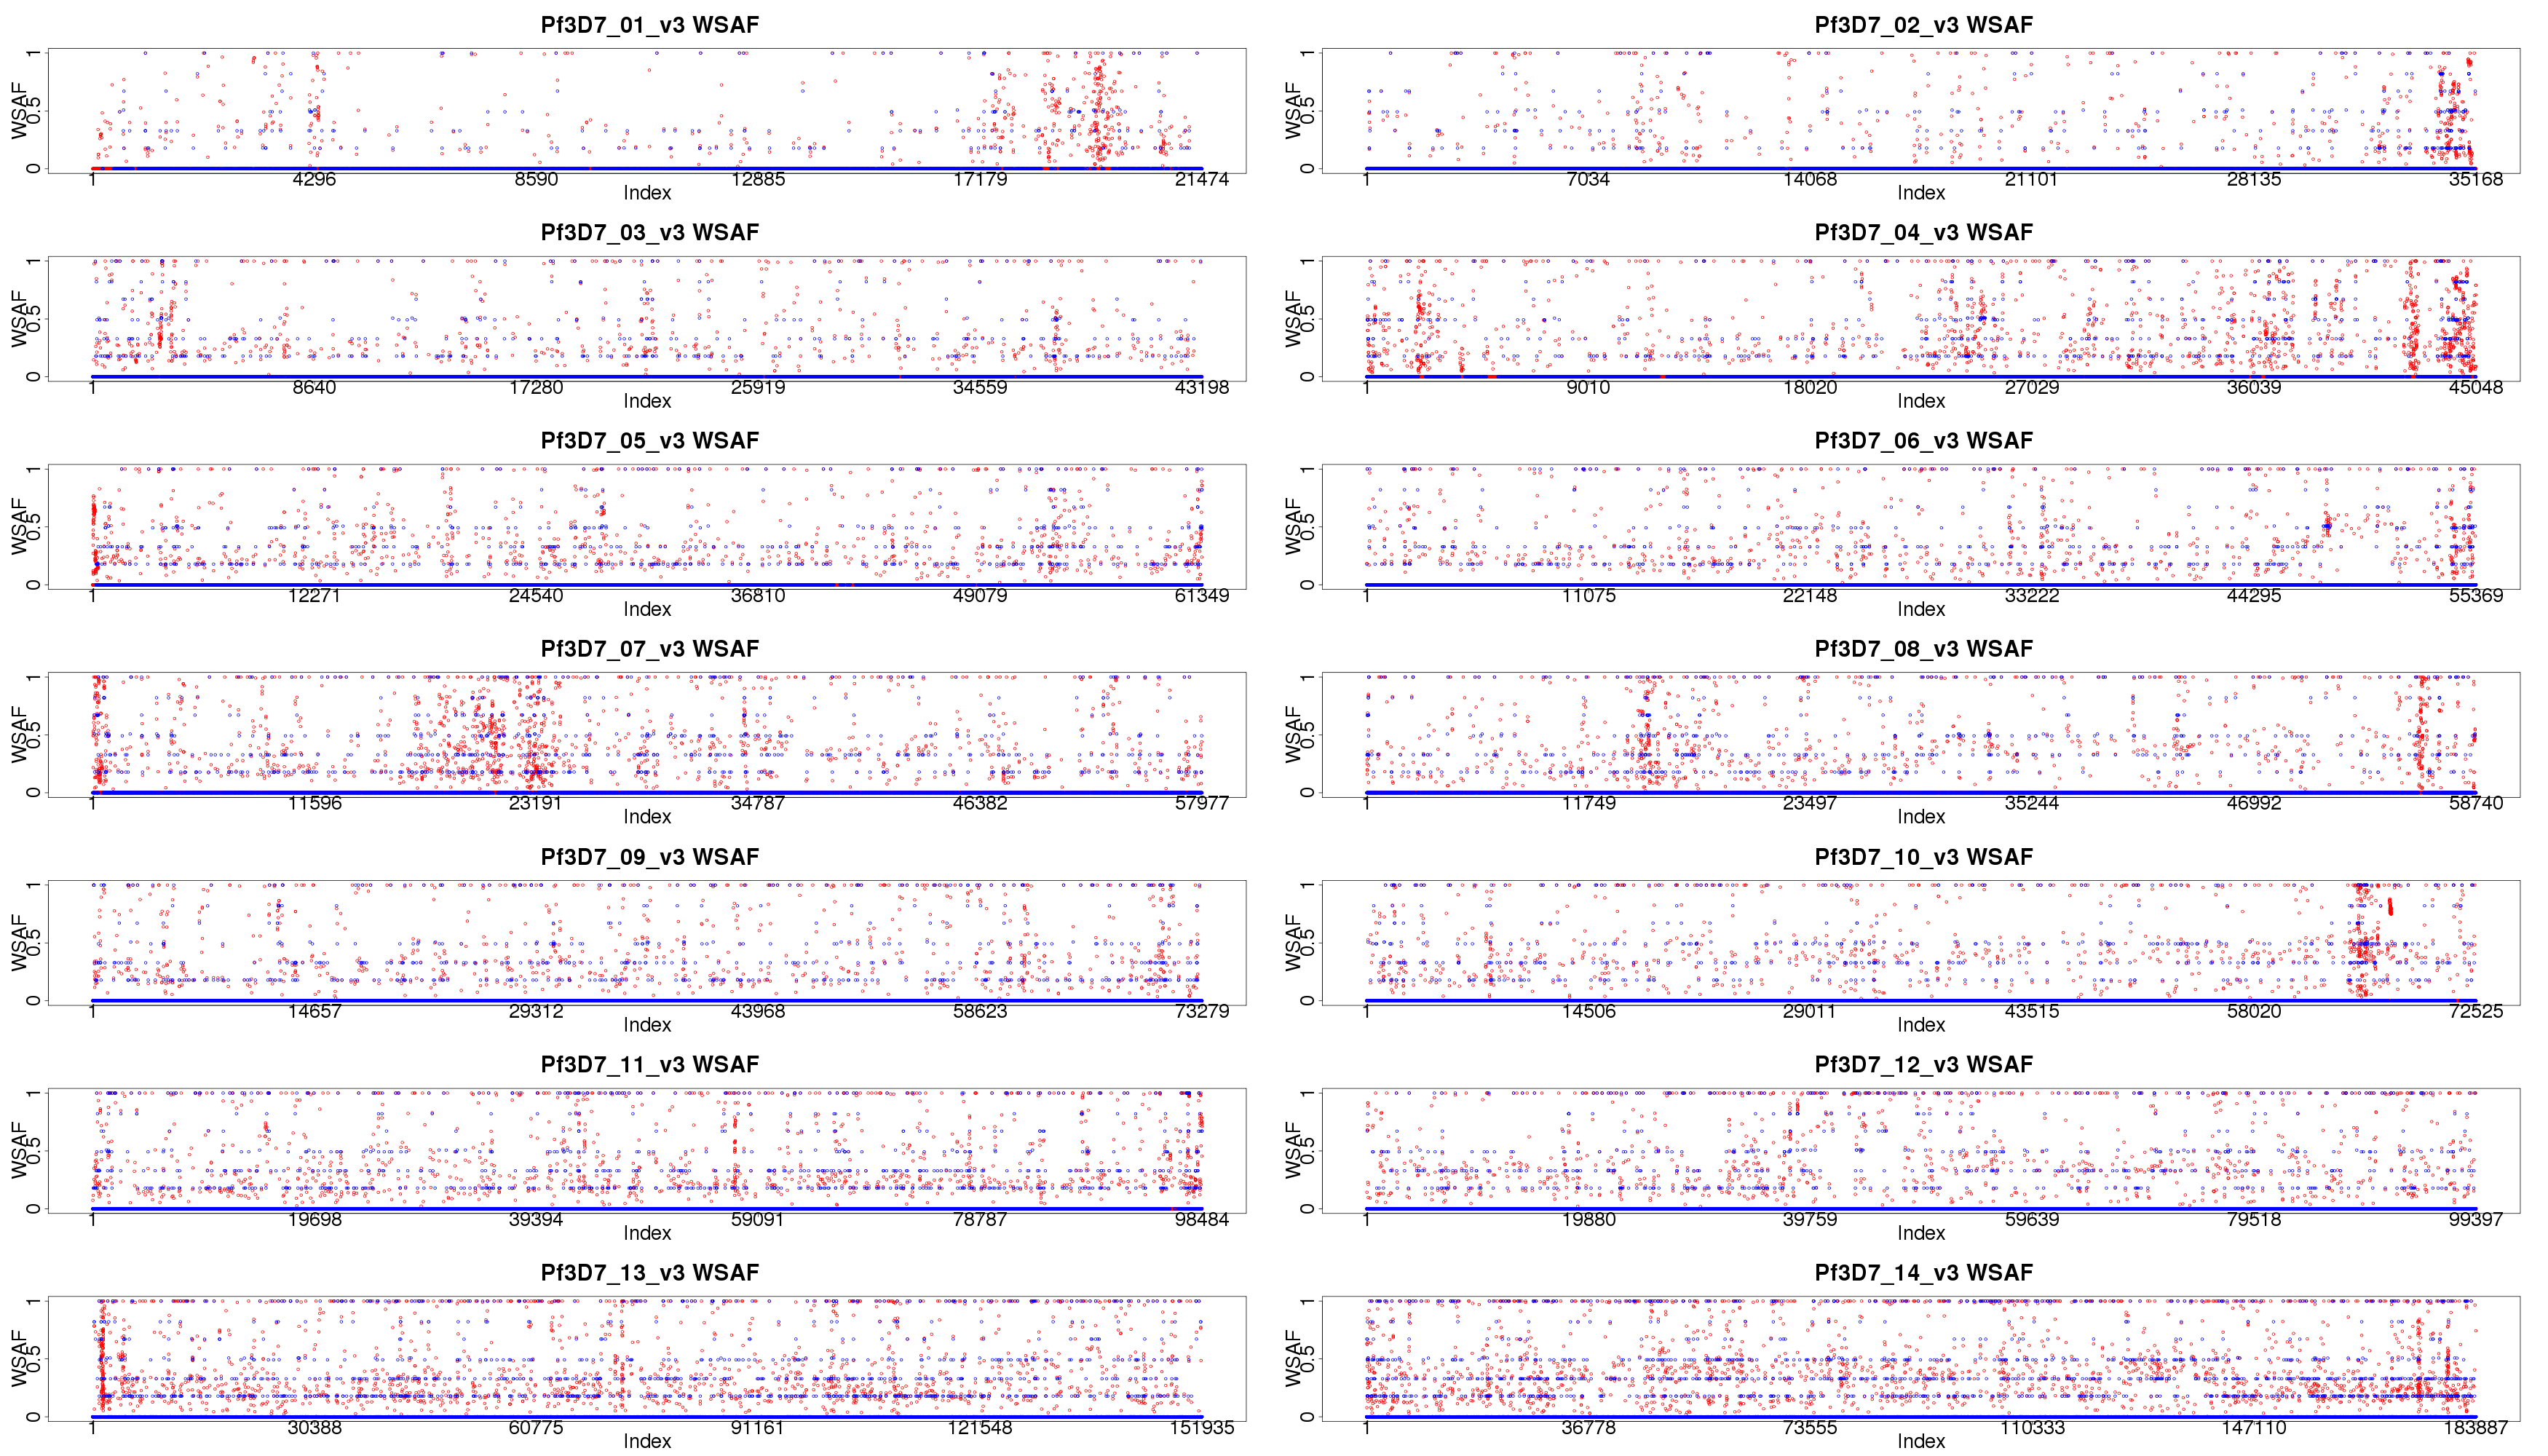 Pf3D7_01_v3 WSAF
WSAF
0 0.5 1
1 4296 8590 12885 17179 21474
Index
Pf3D7_02_v3 WSAF
WSAF
0 0.5 1
1 7034 14068 21101 28135 35168
Index
Pf3D7_03_v3 WSAF
WSAF
0 0.5 1
1 8640 17280 25919 34559 43198
Index
Pf3D7_04_v3 WSAF
WSAF
0 0.5 1
1 9010 18020 27029 36039 45048
Index
Pf3D7_05_v3 WSAF
WSAF
0 0.5 1
1 12271 24540 36810 49079 61349
Index
Pf3D7_06_v3 WSAF
WSAF
0 0.5 1
1 11075 22148 33222 44295 55369
Index
Pf3D7_07_v3 WSAF
WSAF
0 0.5 1
1 11596 23191 34787 46382 57977
Index
Pf3D7_08_v3 WSAF
WSAF
0 0.5 1
1 11749 23497 35244 46992 58740
Index
Pf3D7_09_v3 WSAF
WSAF
0 0.5 1
1 14657 29312 43968 58623 73279
Index
Pf3D7_10_v3 WSAF
WSAF
0 0.5 1
1 14506 29011 43515 58020 72525
Index
Pf3D7_11_v3 WSAF
WSAF
0 0.5 1
1 19698 39394 59091 78787 98484
Index
Pf3D7_12_v3 WSAF
WSAF
0 0.5 1
1 19880 39759 59639 79518 99397
Index
Pf3D7_13_v3 WSAF
WSAF
0 0.5 1
1 30388 60775 91161 121548 151935
Index
Pf3D7_14_v3 WSAF
WSAF
0 0.5 1
1 36778 73555 110333 147110 183887
Index